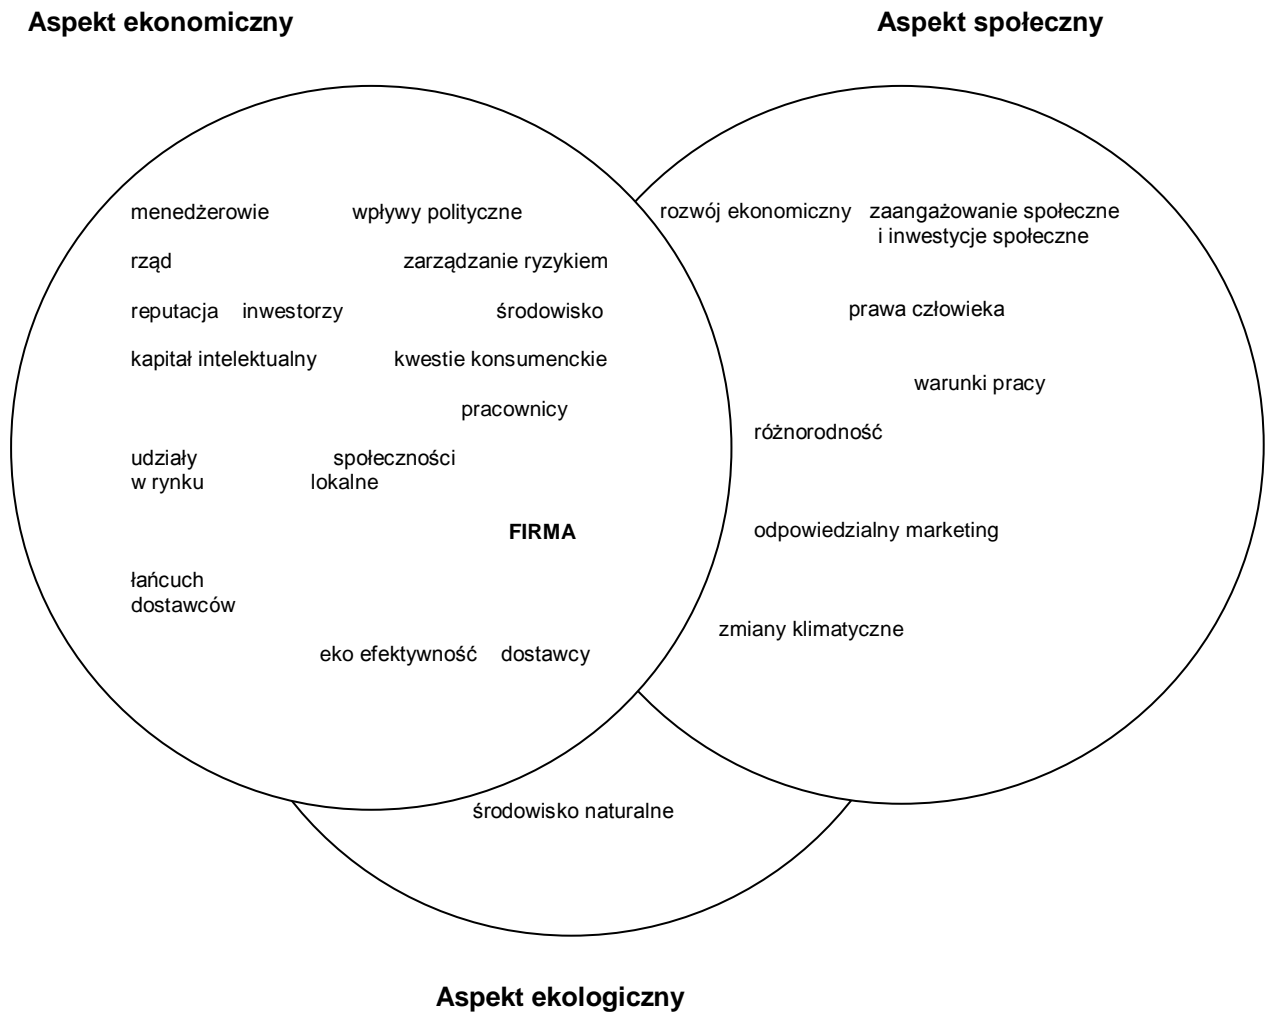 Aspekt ekonomiczny
Aspekt społeczny
menedżerowie
wpływy polityczne
rozwój ekonomiczny
zaangażowanie społeczne
i inwestycje społeczne
rząd
zarządzanie ryzykiem
reputacja
inwestorzy
środowisko
prawa człowieka
kapitał intelektualny
kwestie konsumenckie
warunki pracy
pracownicy
różnorodność
udziały
w rynku
społeczności
lokalne
FIRMA
odpowiedzialny marketing
łańcuch
dostawców
zmiany klimatyczne
eko efektywność
dostawcy
środowisko naturalne
Aspekt ekologiczny